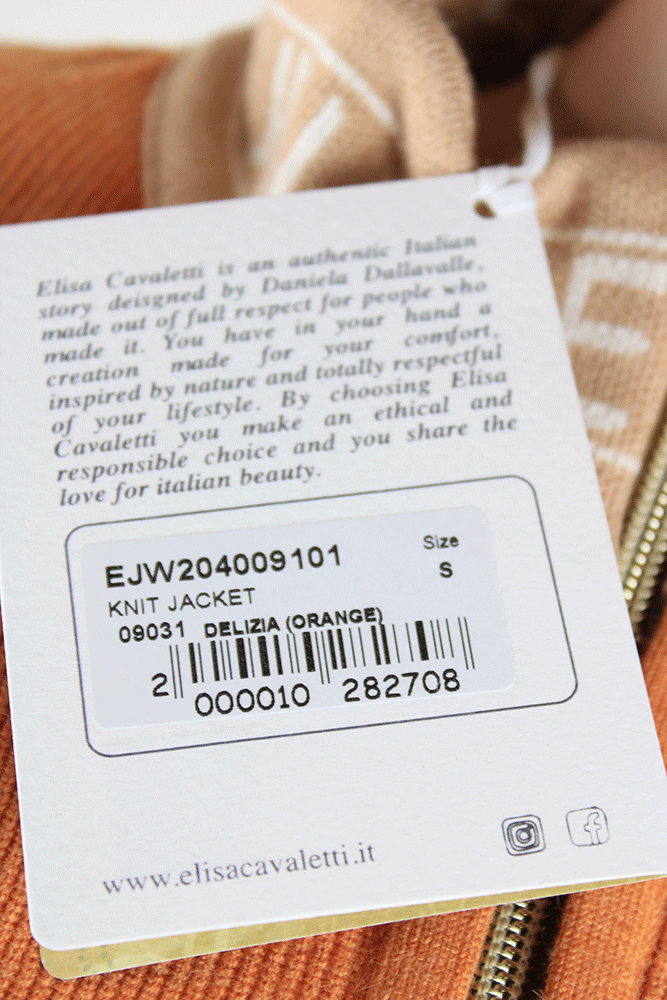 Elisa Cavaletti is an authentic Italian
story deisgned by Daniela Dallavalle,
made out of full respect for people who
made it. You have in your hand a
creation made for your comfort,
inspired by nature and totally respectful
of your lifestyle. By choosing Elisa
Cavaletti you make an ethical and
responsible choice and you share the
love for italian beauty.
EJW204009101
Size
KNIT JACKET
S
09031 DELIZIA (ORANGE)
2 000010 282708
www.elisacavaletti.it